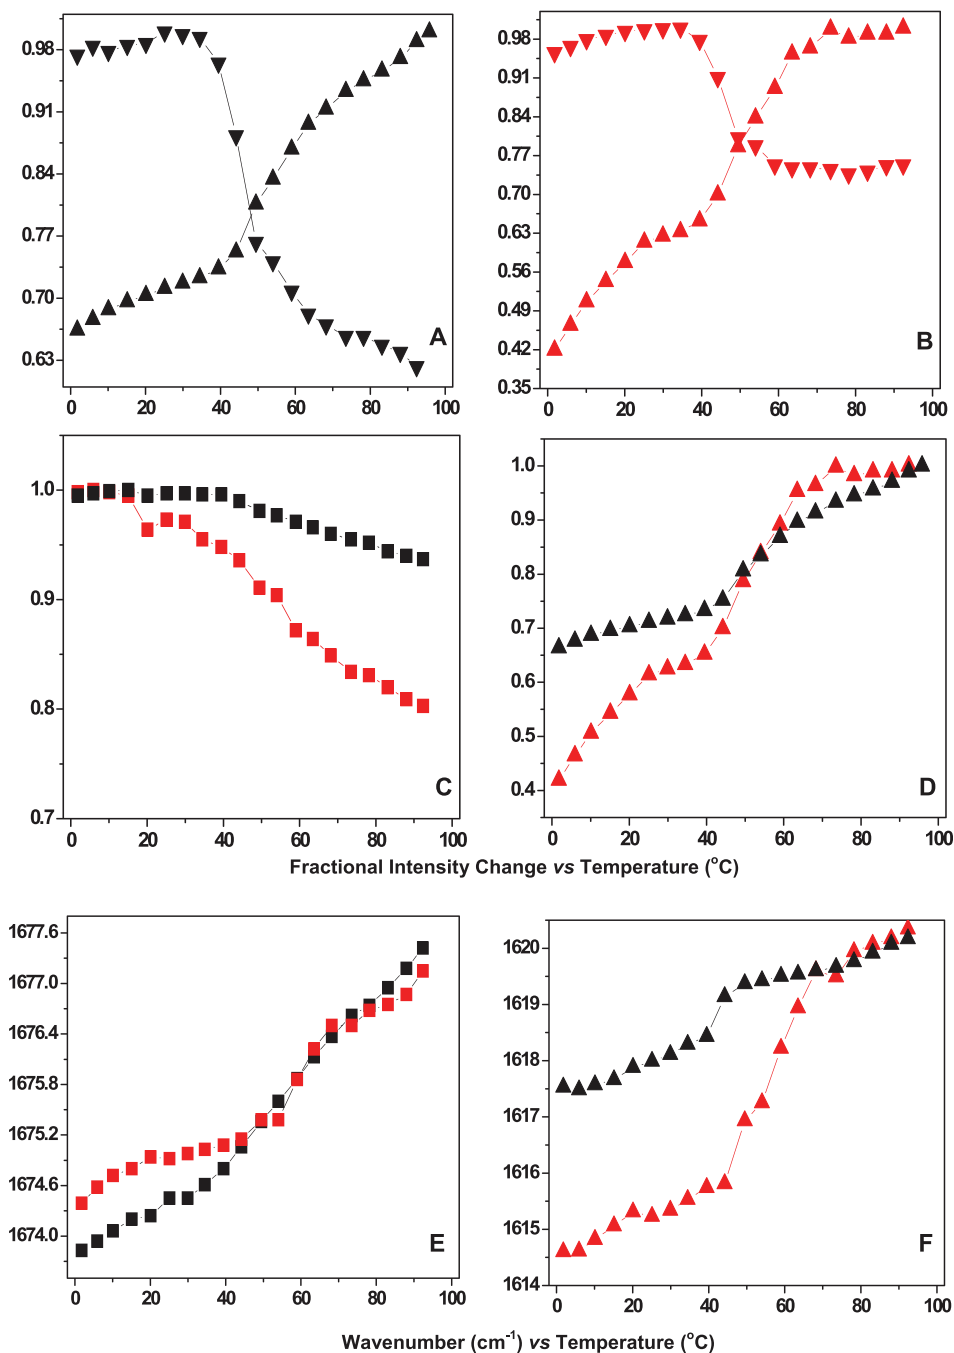 0.98
0.91
0.84
0.77
0.70
0.63
A
0 20 40 60 80 100
0.98
0.91
0.84
0.77
0.70
0.63
0.56
0.49
0.42
0.35
B
0 20 40 60 80 100
1.0
0.9
0.8
0.7
C
0 20 40 60 80 100
1.0
0.9
0.8
0.7
0.6
0.5
0.4
D
0 20 40 60 80 100
Fractional Intensity Change vs Temperature (°C)
1677.6
1677.0
1676.4
1675.8
1675.2
1674.6
1674.0
E
0 20 40 60 80 100
1620
1619
1618
1617
1616
1615
1614
F
0 20 40 60 80 100
Wavenumber (cm⁻¹) vs Temperature (°C)